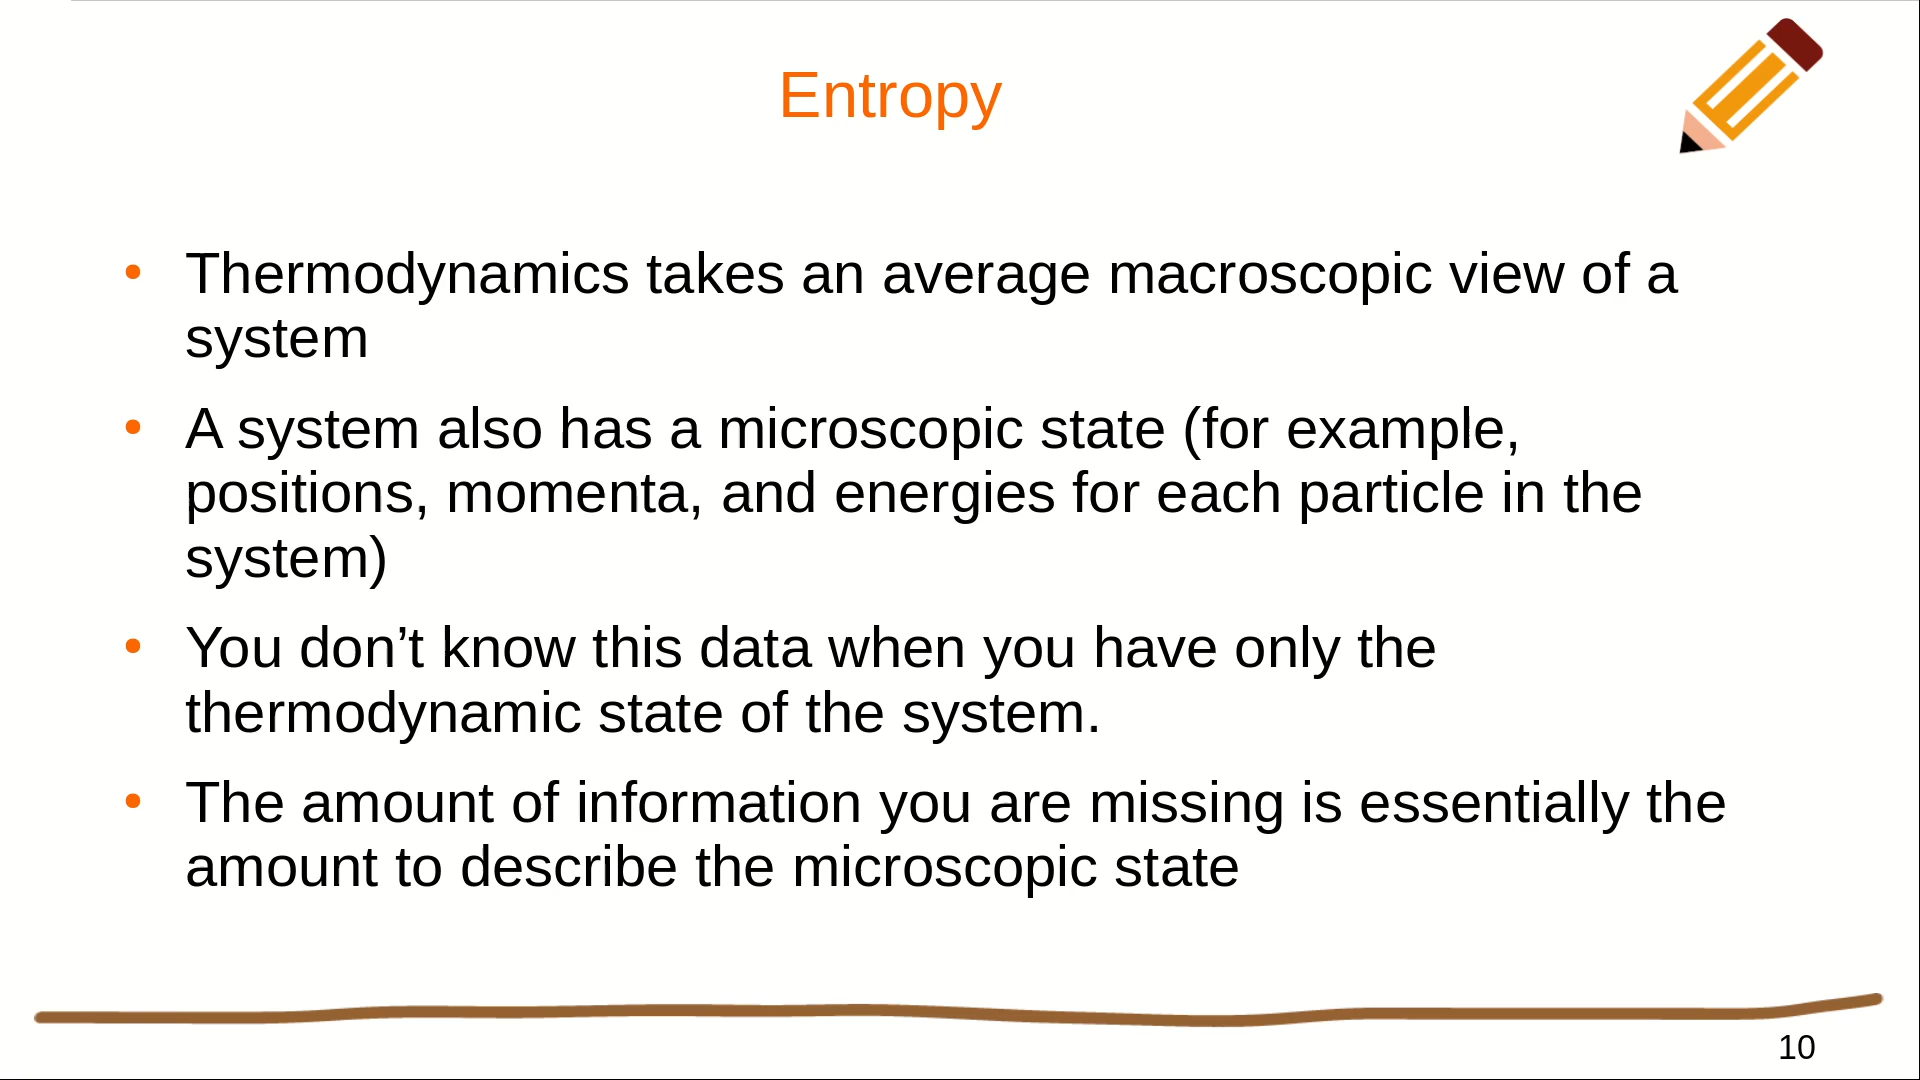 Entropy
• Thermodynamics takes an average macroscopic view of a
system
• A system also has a microscopic state (for example,
positions, momenta, and energies for each particle in the
system)
• You don’t know this data when you have only the
thermodynamic state of the system.
• The amount of information you are missing is essentially the
amount to describe the microscopic state
10